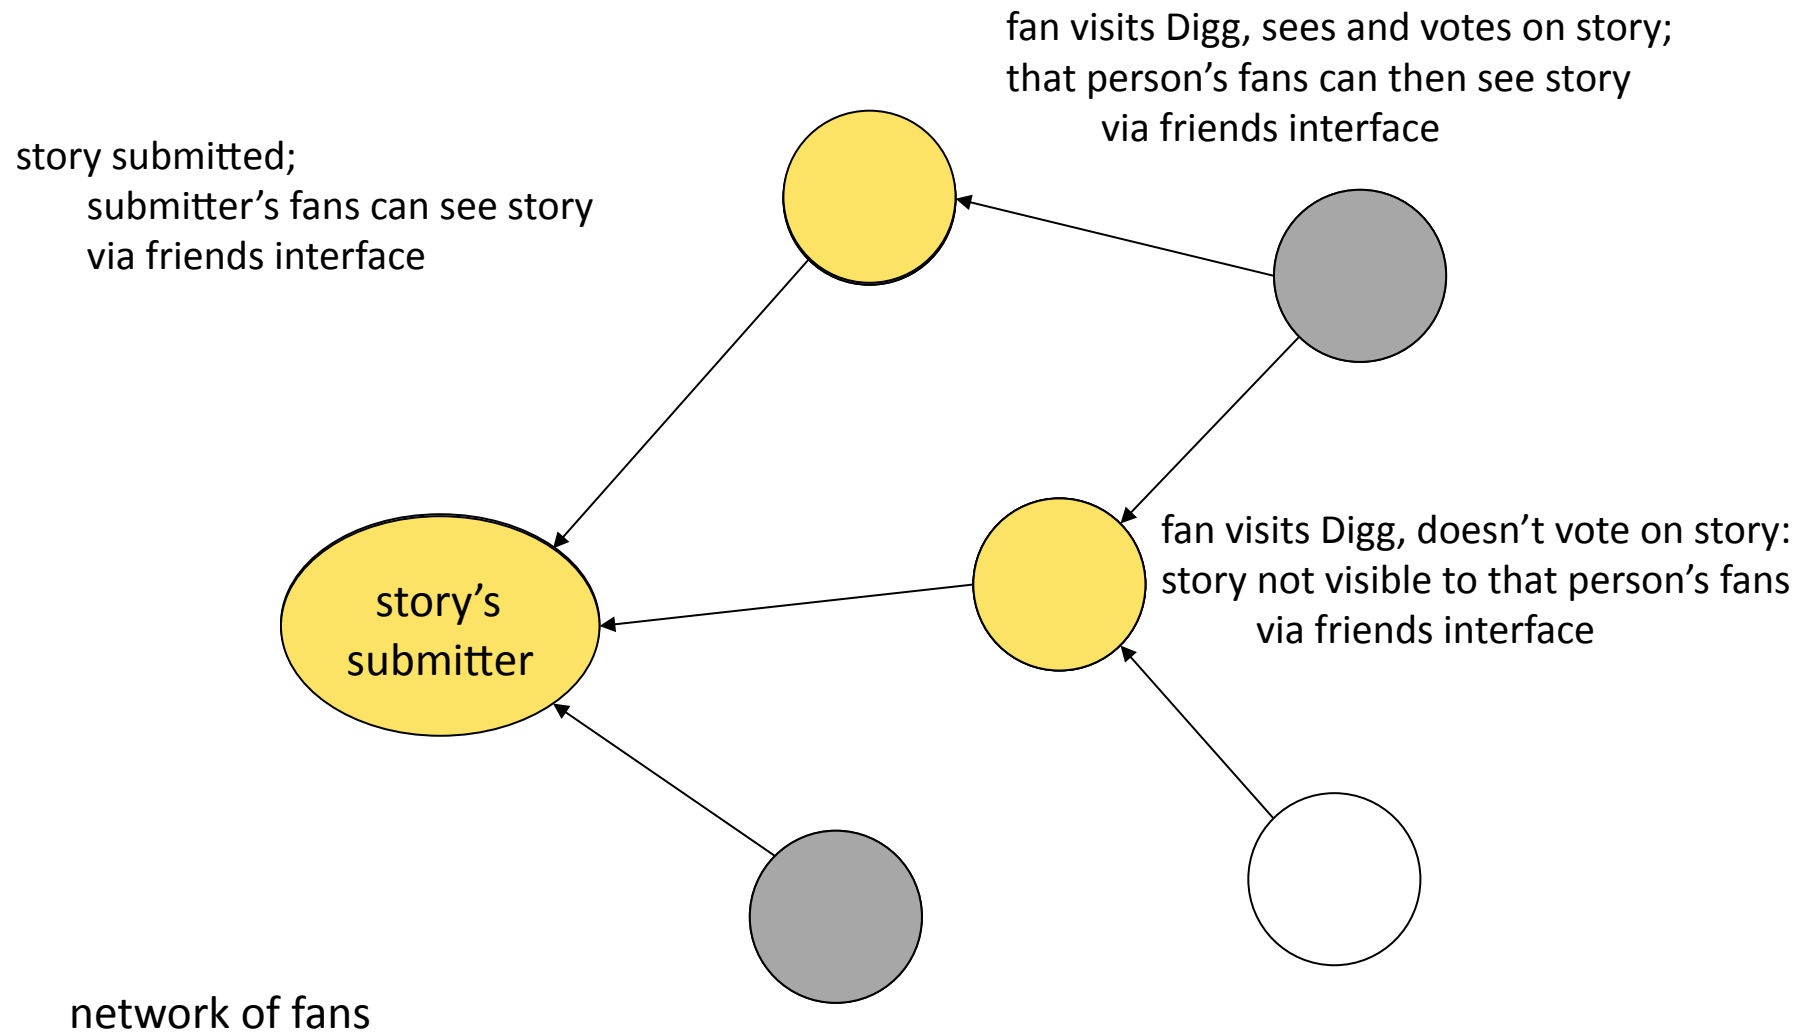 fan visits Digg, sees and votes on story;
that person’s fans can then see story
via friends interface
story submitted;
submitter’s fans can see story
via friends interface
fan visits Digg, doesn’t vote on story:
story not visible to that person’s fans
via friends interface
story’s
submitter
network of fans